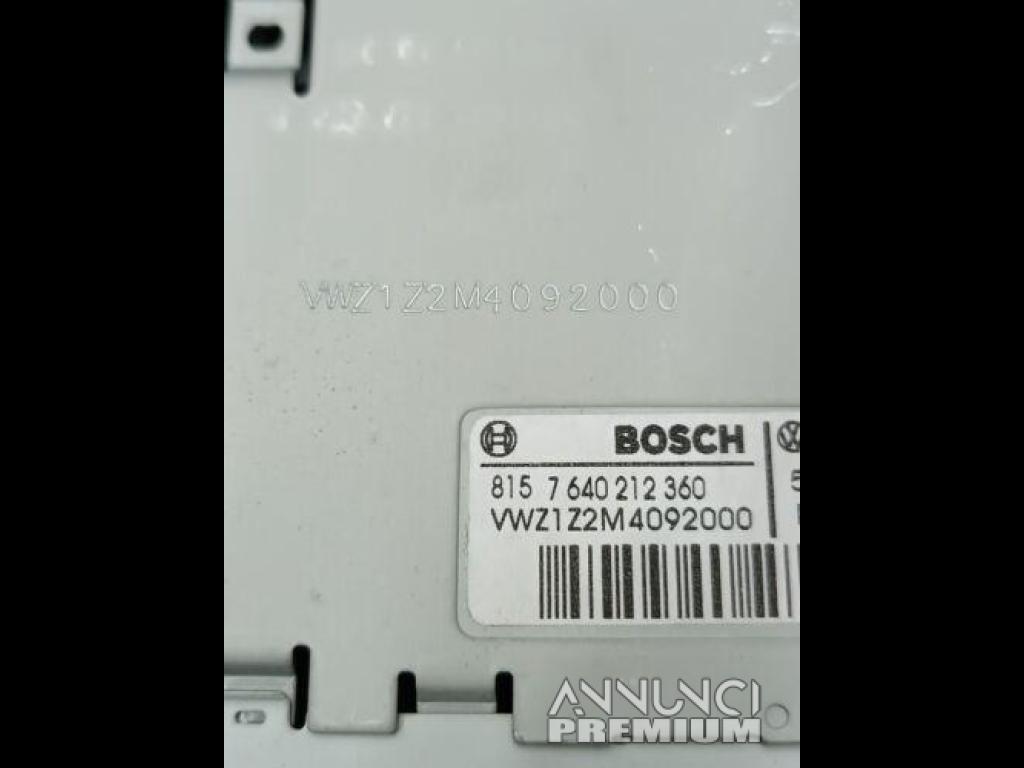 VWZ1Z2M4092000
BOSCH
815 7 640 212 360
VWZ1Z2M4092000
ANNUNCI
PREMIUM